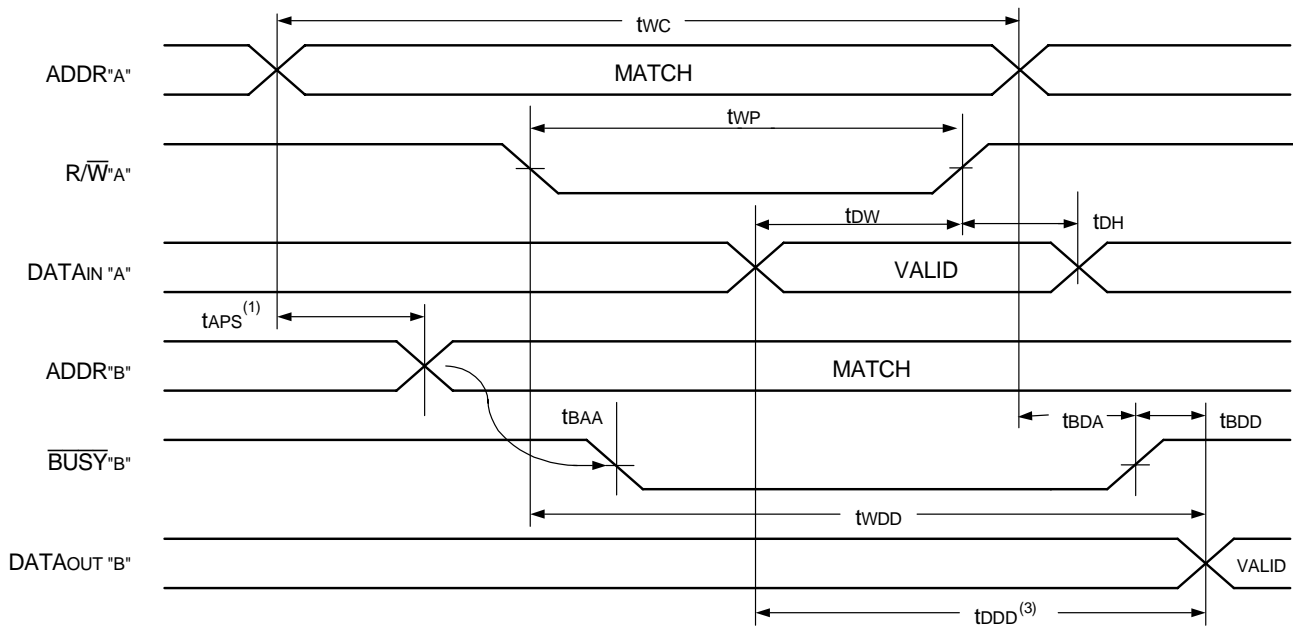 tWC
ADDR"A"
MATCH
tWP
R/W̅"A"
tDW
tDH
DATAIN "A"
VALID
tAPS(1)
ADDR"B"
MATCH
tBAA
tBDA
tBDD
B̅U̅S̅Y̅"B"
tWDD
DATAOUT "B"
VALID
tDDD(3)